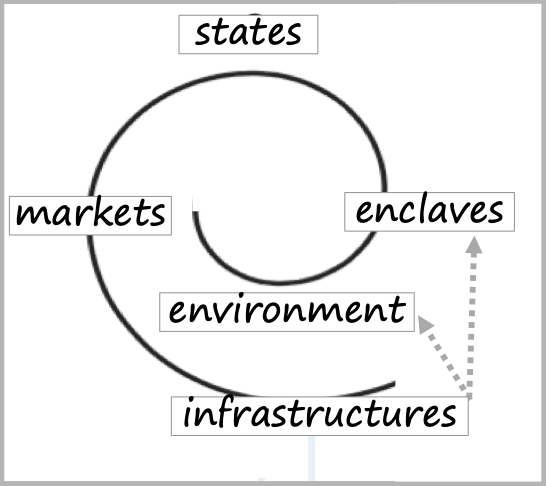 states
markets
enclaves
environment
infrastructures